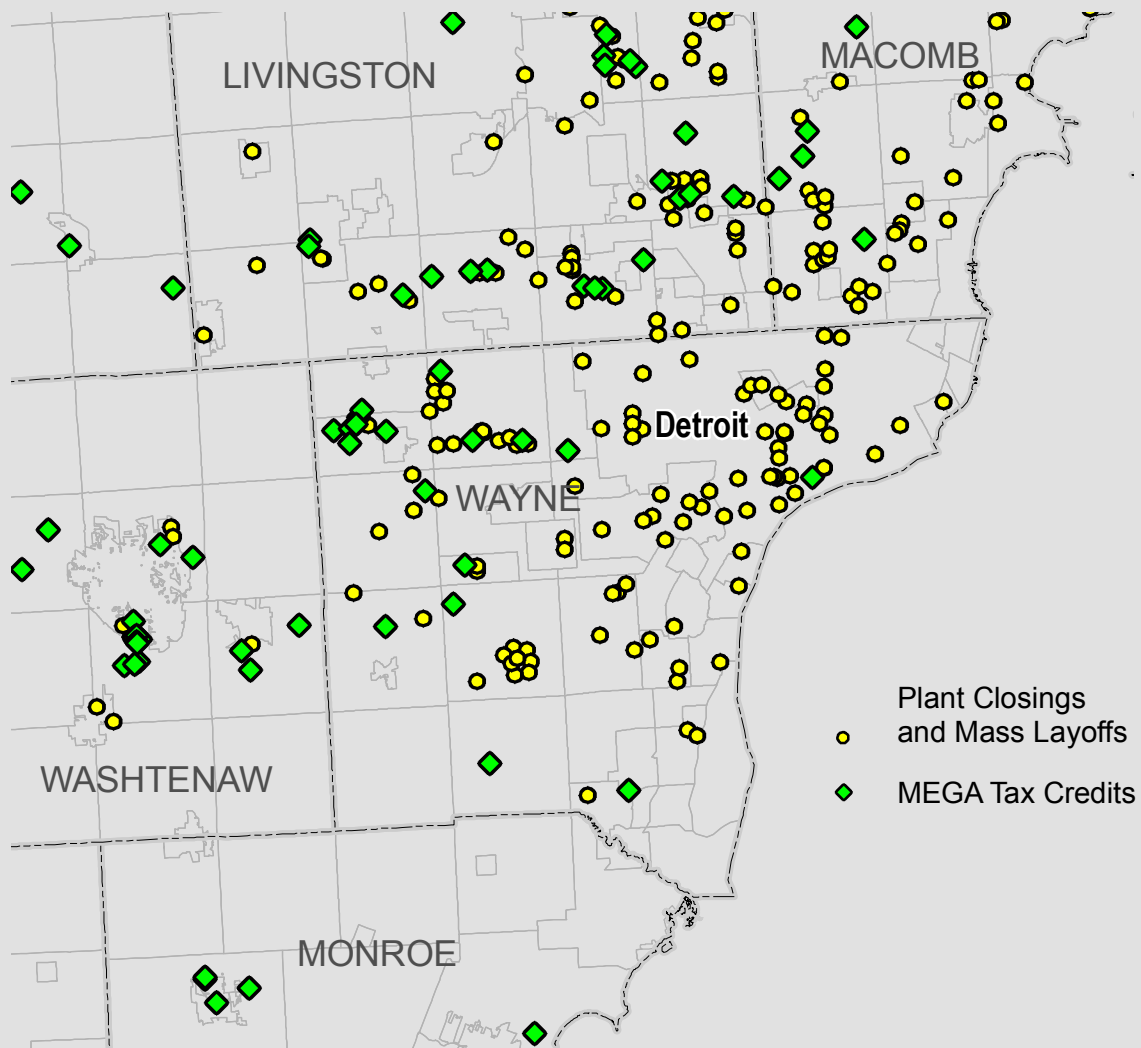 LIVINGSTON
MACOMB
Detroit
WAYNE
Plant Closings
and Mass Layoffs
WASHTENAW
MEGA Tax Credits
MONROE